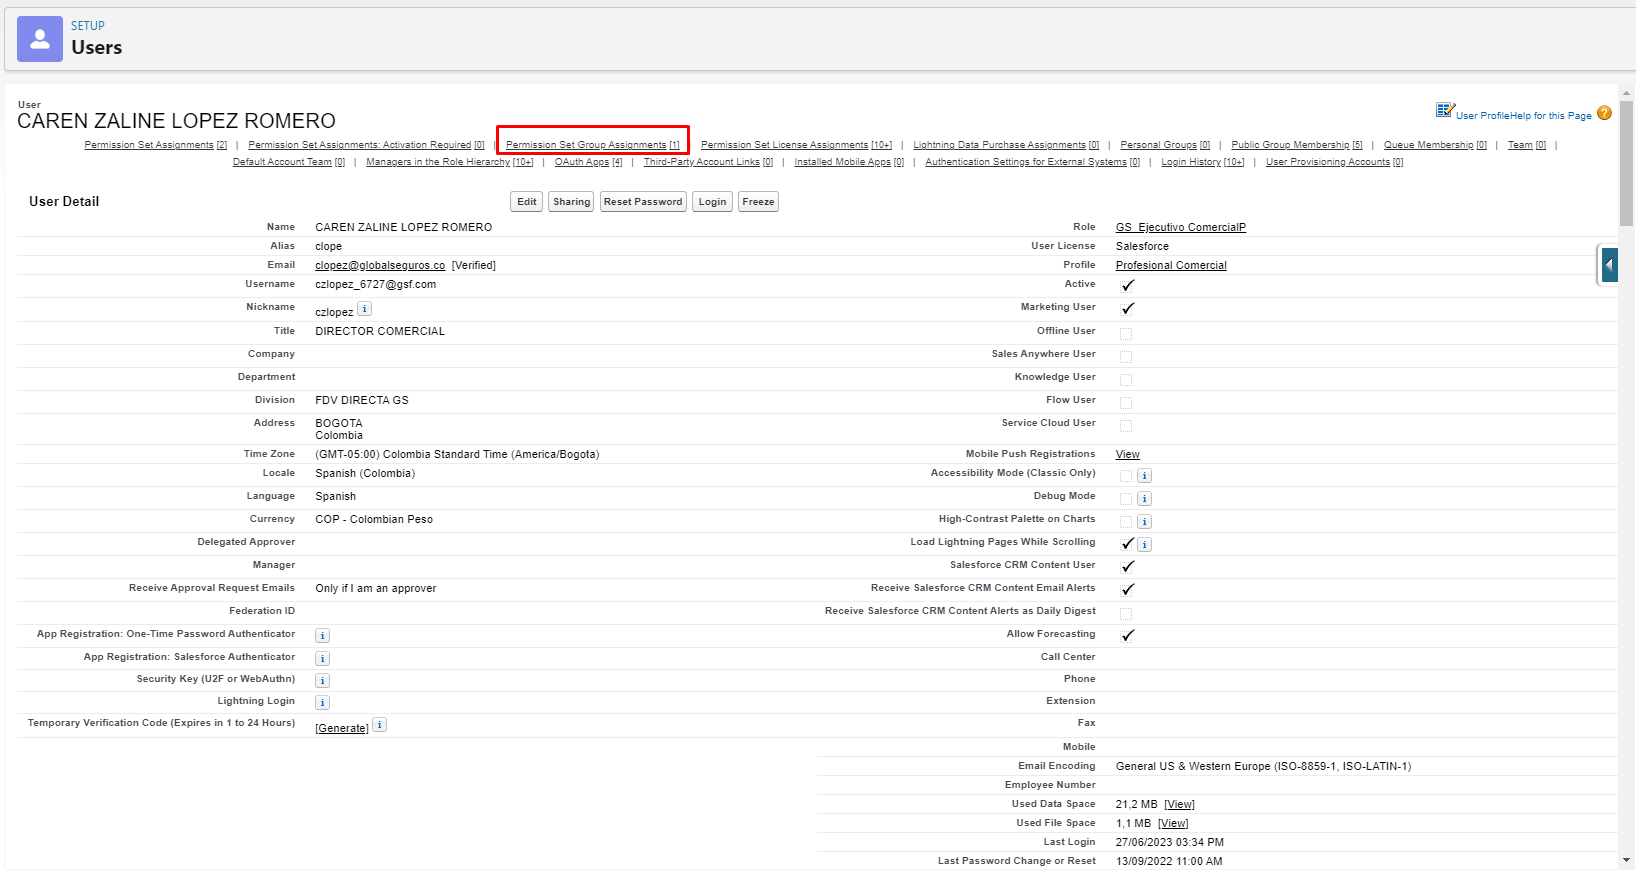 SETUP
Users
User
CAREN ZALINE LOPEZ ROMERO
User Profile Help for this Page ?
Permission Set Assignments [2] | Permission Set Assignments: Activation Required [0] | Permission Set Group Assignments [1] | Permission Set License Assignments [10+] | Lightning Data Purchase Assignments [0] | Personal Groups [0] | Public Group Membership [5] | Queue Membership [0] | Team [0] |
Default Account Team [0] | Managers in the Role Hierarchy [10+] | OAuth Apps [4] | Third-Party Account Links [0] | Installed Mobile Apps [0] | Authentication Settings for External Systems [0] | Login History [10+] | User Provisioning Accounts [0]
User Detail Edit Sharing Reset Password Login Freeze
Name CAREN ZALINE LOPEZ ROMERO Role GS_Ejecutivo ComercialP
Alias clope User License Salesforce
Email clopez@globalseguros.co [Verified] Profile Profesional Comercial
Username czlopez_6727@gsf.com Active
Nickname czlopez i Marketing User
Title DIRECTOR COMERCIAL Offline User
Company Sales Anywhere User
Department Knowledge User
Division FDV DIRECTA GS Flow User
Address BOGOTA Service Cloud User
Colombia
Time Zone (GMT-05:00) Colombia Standard Time (America/Bogota) Mobile Push Registrations View
Locale Spanish (Colombia) Accessibility Mode (Classic Only) i
Language Spanish Debug Mode i
Currency COP - Colombian Peso High-Contrast Palette on Charts i
Delegated Approver Load Lightning Pages While Scrolling i
Manager Salesforce CRM Content User
Receive Approval Request Emails Only if I am an approver Receive Salesforce CRM Content Email Alerts
Federation ID Receive Salesforce CRM Content Alerts as Daily Digest
App Registration: One-Time Password Authenticator i Allow Forecasting
App Registration: Salesforce Authenticator i Call Center
Security Key (U2F or WebAuthn) i Phone
Lightning Login i Extension
Temporary Verification Code (Expires in 1 to 24 Hours) [Generate] i Fax
Mobile
Email Encoding General US & Western Europe (ISO-8859-1, ISO-LATIN-1)
Employee Number
Used Data Space 21,2 MB [View]
Used File Space 1,1 MB [View]
Last Login 27/06/2023 03:34 PM
Last Password Change or Reset 13/09/2022 11:00 AM